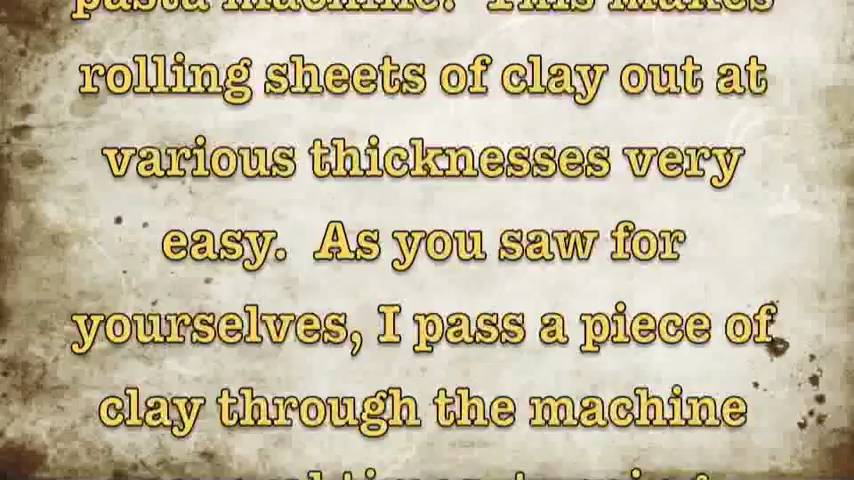 pasta machine. This makes
rolling sheets of clay out at
various thicknesses very
easy. As you saw for
yourselves, I pass a piece of
clay through the machine